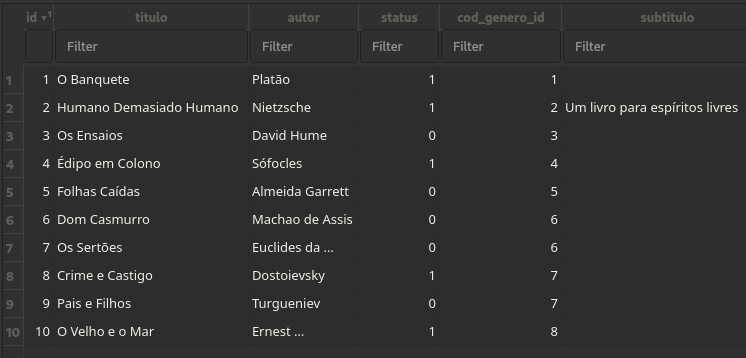 id ▾¹ titulo autor status cod_genero_id subtitulo
Filter Filter Filter Filter Filter
1 1 O Banquete Platão 1 1
2 2 Humano Demasiado Humano Nietzsche 1 2 Um livro para espíritos livres
3 3 Os Ensaios David Hume 0 3
4 4 Édipo em Colono Sófocles 1 4
5 5 Folhas Caídas Almeida Garrett 0 5
6 6 Dom Casmurro Machao de Assis 0 6
7 7 Os Sertões Euclides da ... 0 6
8 8 Crime e Castigo Dostoievsky 1 7
9 9 Pais e Filhos Turgueniev 0 7
10 10 O Velho e o Mar Ernest ... 1 8